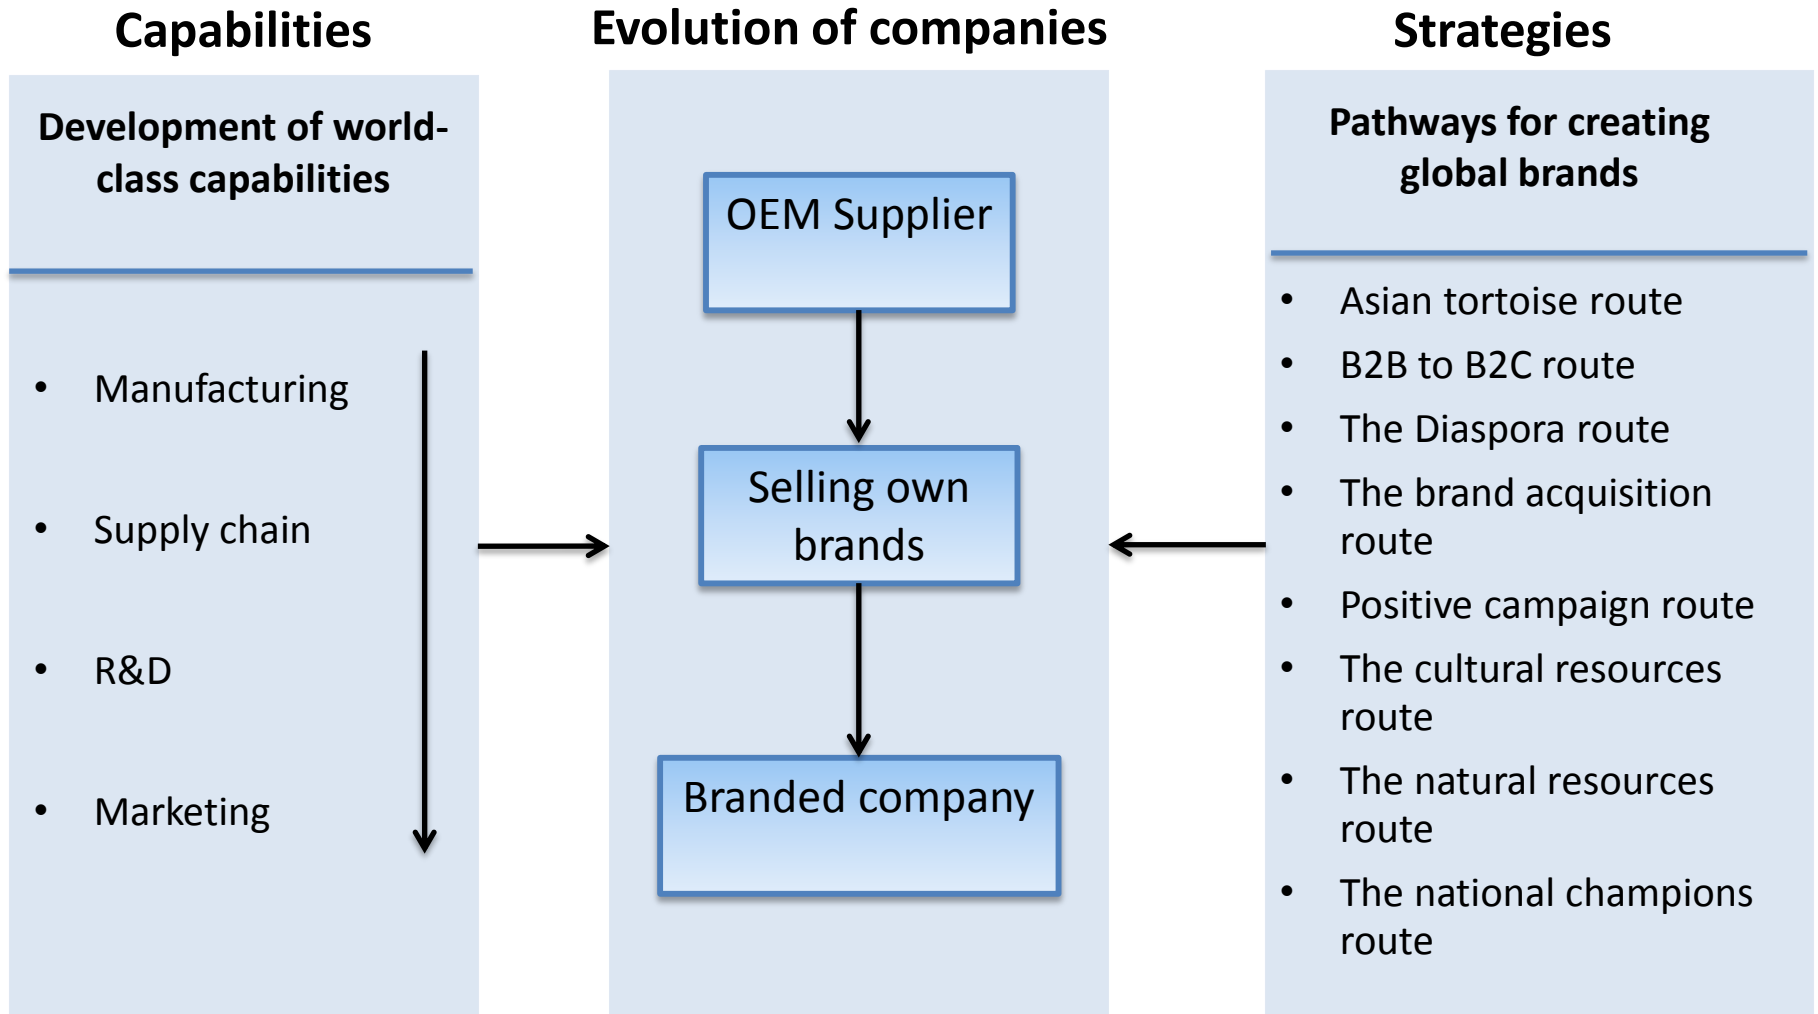 Capabilities
Development of world-
class capabilities
• Manufacturing
• Supply chain
• R&D
• Marketing
Evolution of companies
OEM Supplier
Selling own
brands
Branded company
Strategies
Pathways for creating
global brands
• Asian tortoise route
• B2B to B2C route
• The Diaspora route
• The brand acquisition
route
• Positive campaign route
• The cultural resources
route
• The natural resources
route
• The national champions
route